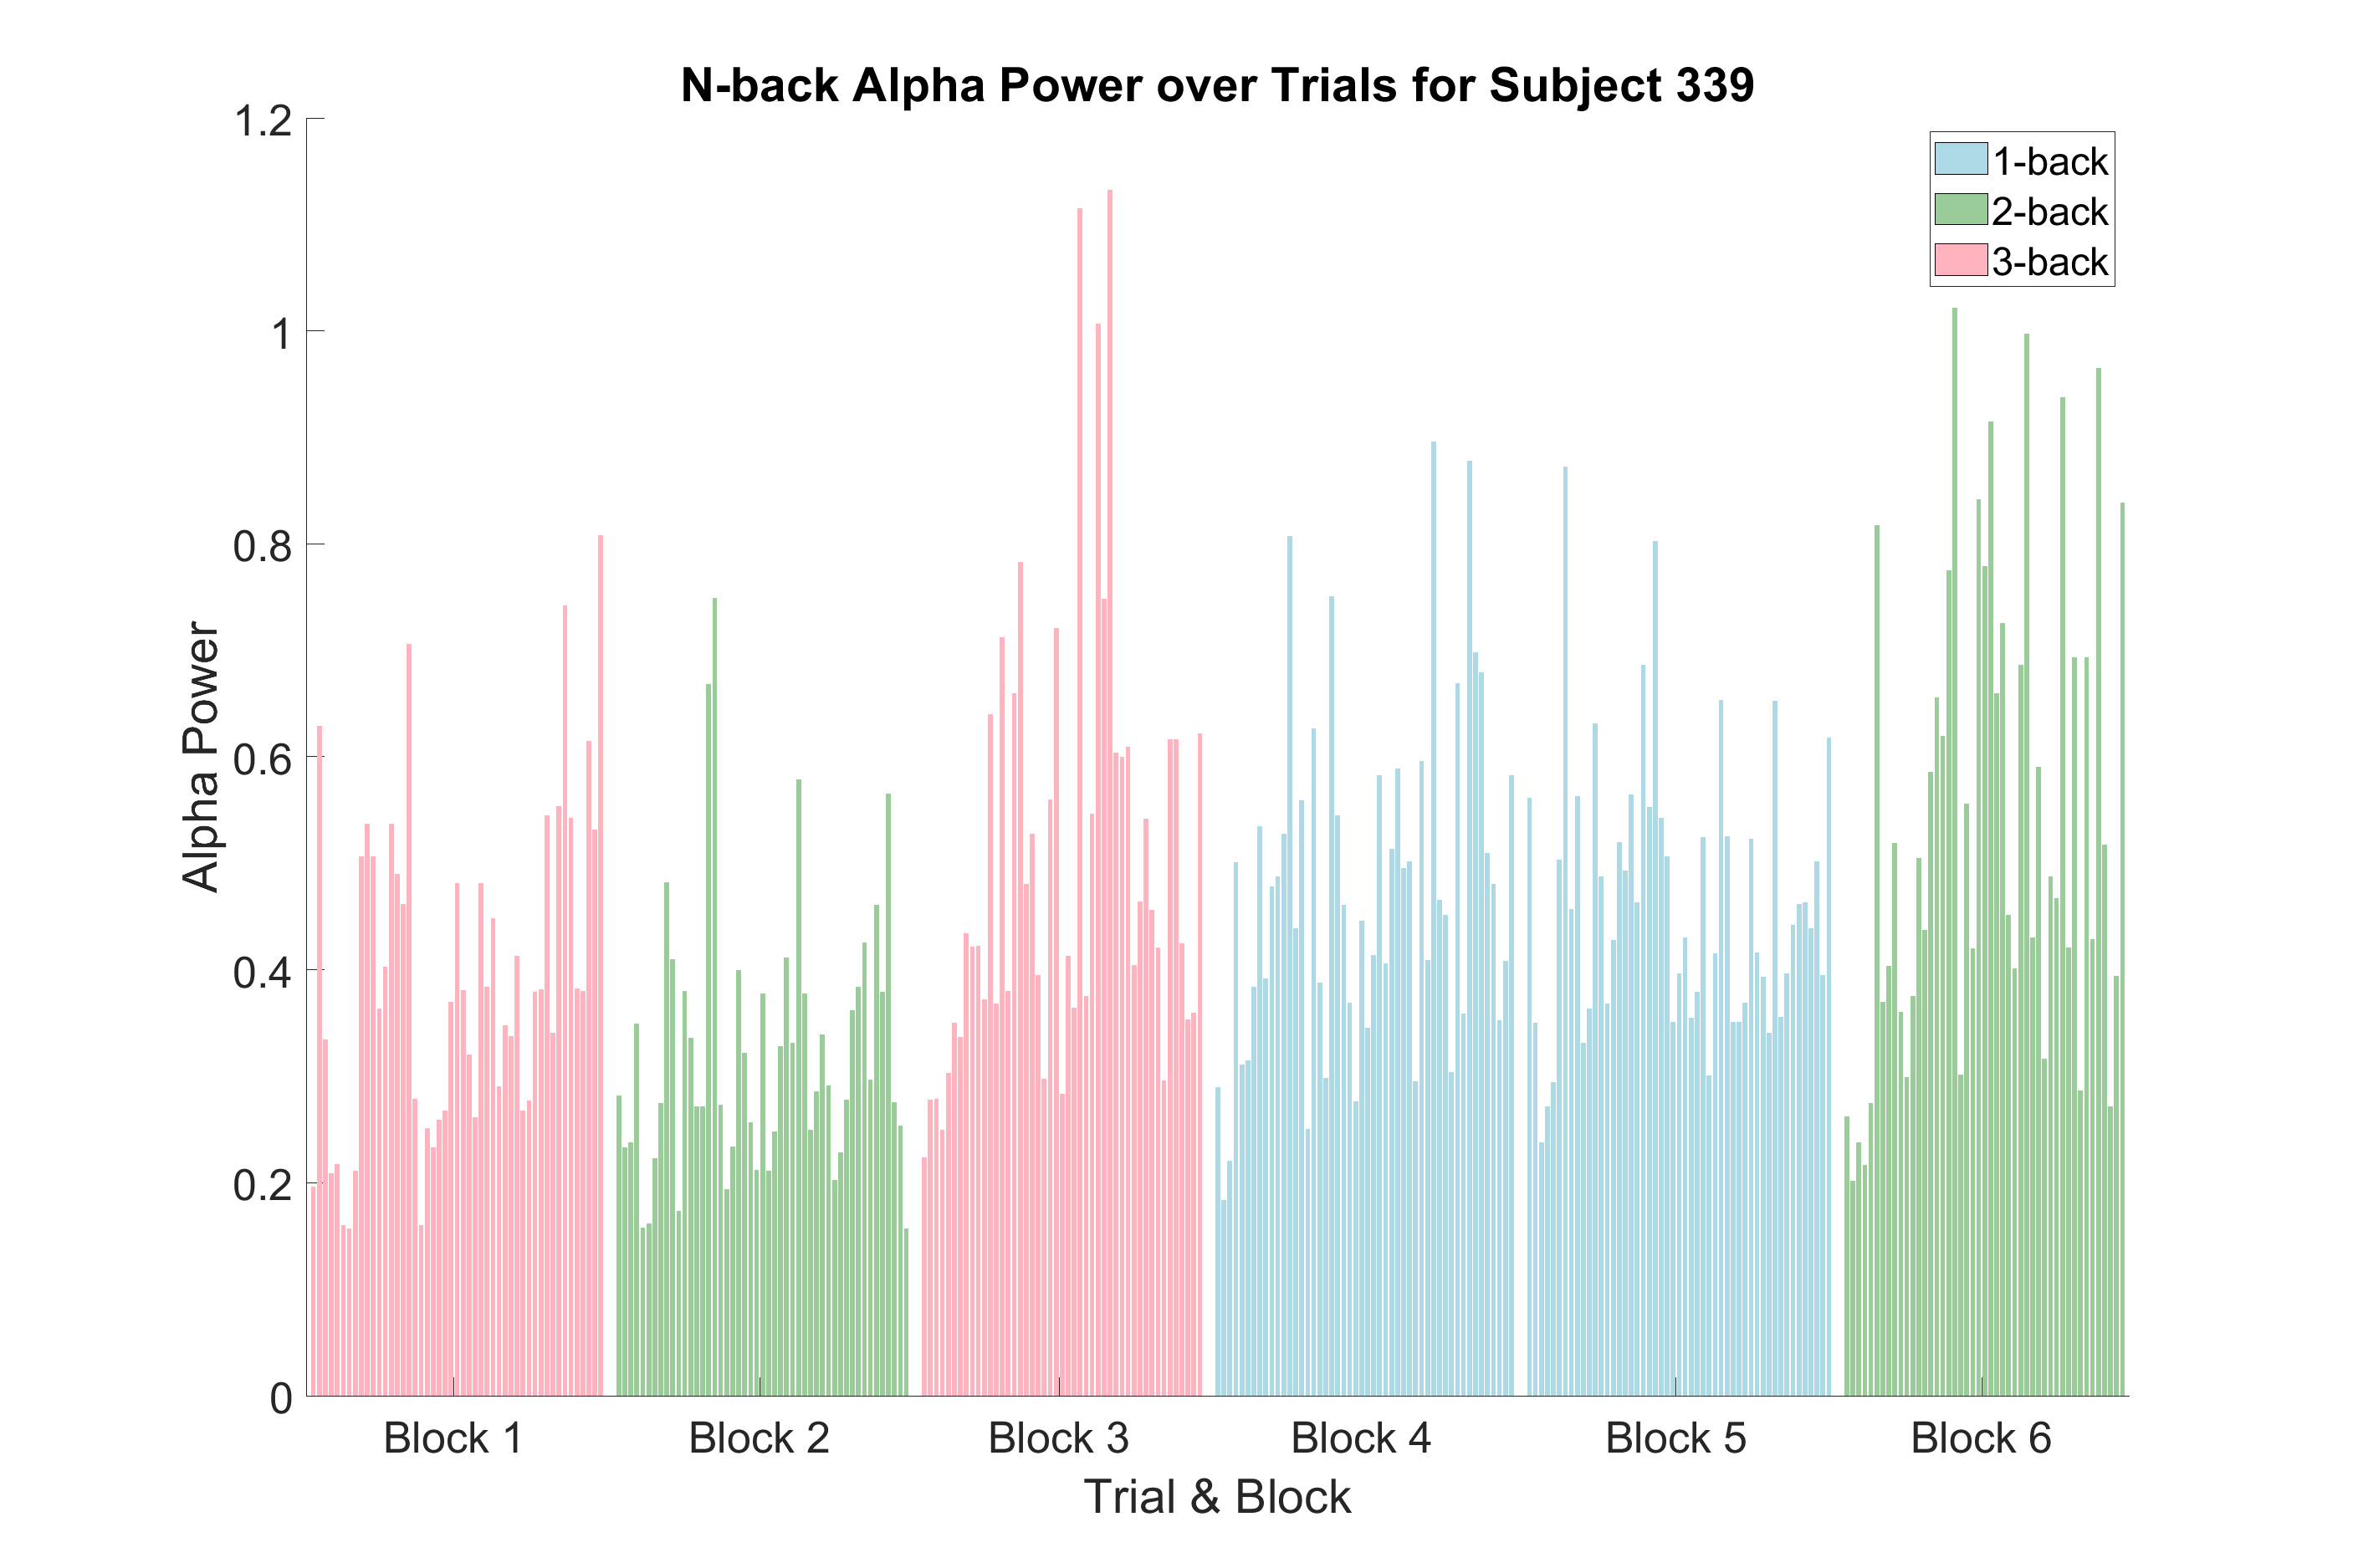 N-back Alpha Power over Trials for Subject 339
1.2
1
0.8
0.6
0.4
0.2
0
Alpha Power
1-back
2-back
3-back
Block 1
Block 2
Block 3
Block 4
Block 5
Block 6
Trial & Block